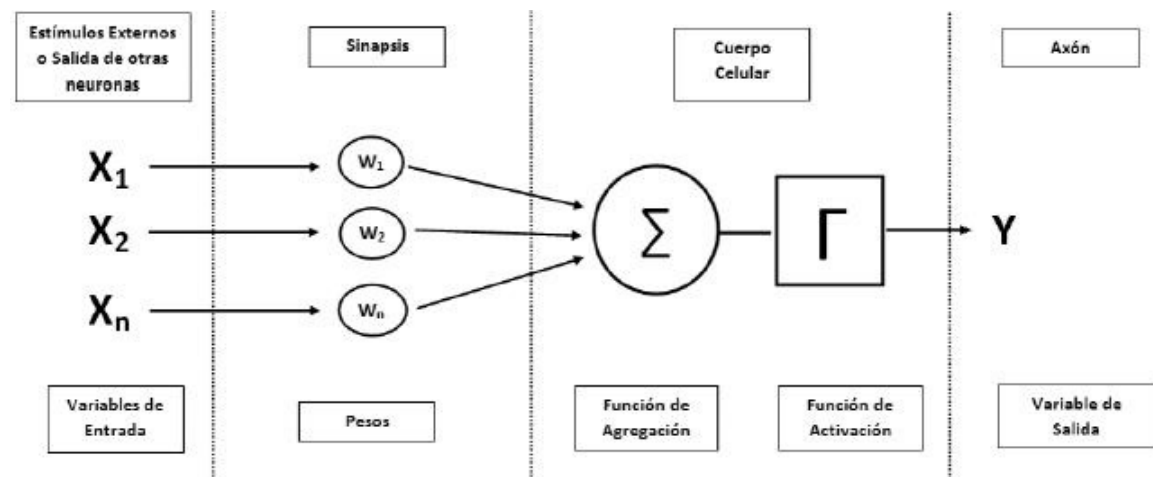 Estímulos Externos
o Salida de otras
neuronas
Sinapsis
Cuerpo
Celular
Axón
X1
X2
Xn
W1
W2
Wn
Σ
Γ
Y
Variables de
Entrada
Pesos
Función de
Agregación
Función de
Activación
Variable de
Salida